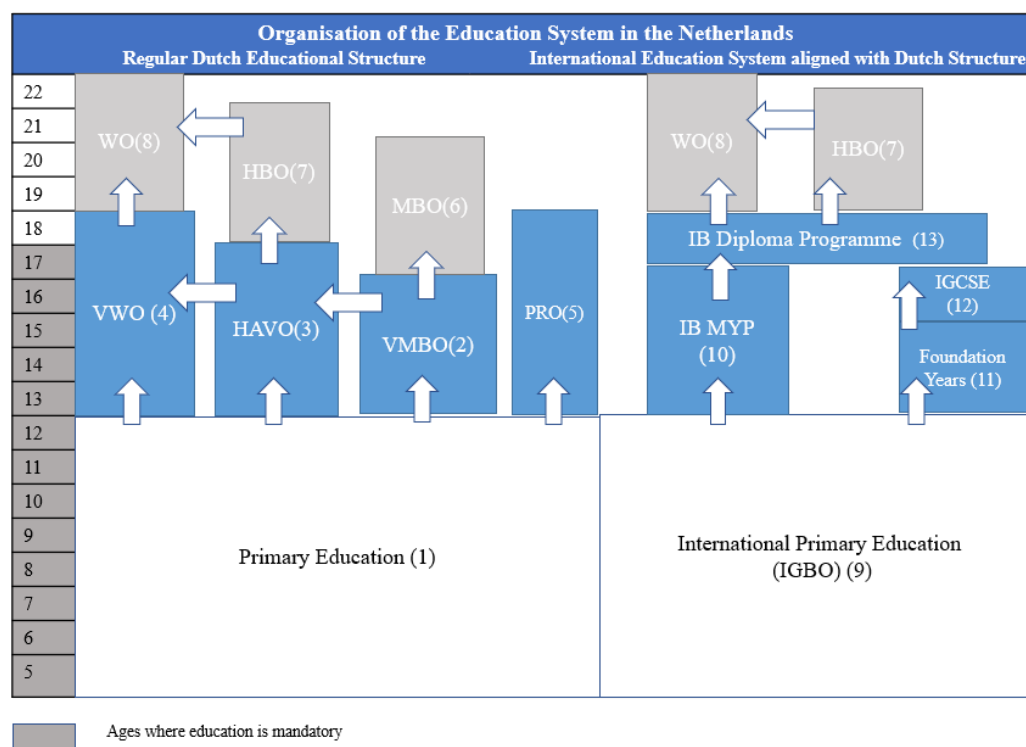 Organisation of the Education System in the Netherlands
Regular Dutch Educational Structure
International Education System aligned with Dutch Structure
22
21
20
19
18
17
16
15
14
13
12
11
10
9
8
7
6
5
WO(8)
HBO(7)
MBO(6)
VWO (4)
HAVO(3)
VMBO(2)
PRO(5)
Primary Education (1)
WO(8)
HBO(7)
IB Diploma Programme (13)
IB MYP
(10)
IGCSE
(12)
Foundation
Years (11)
International Primary Education
(IGBO) (9)
Ages where education is mandatory